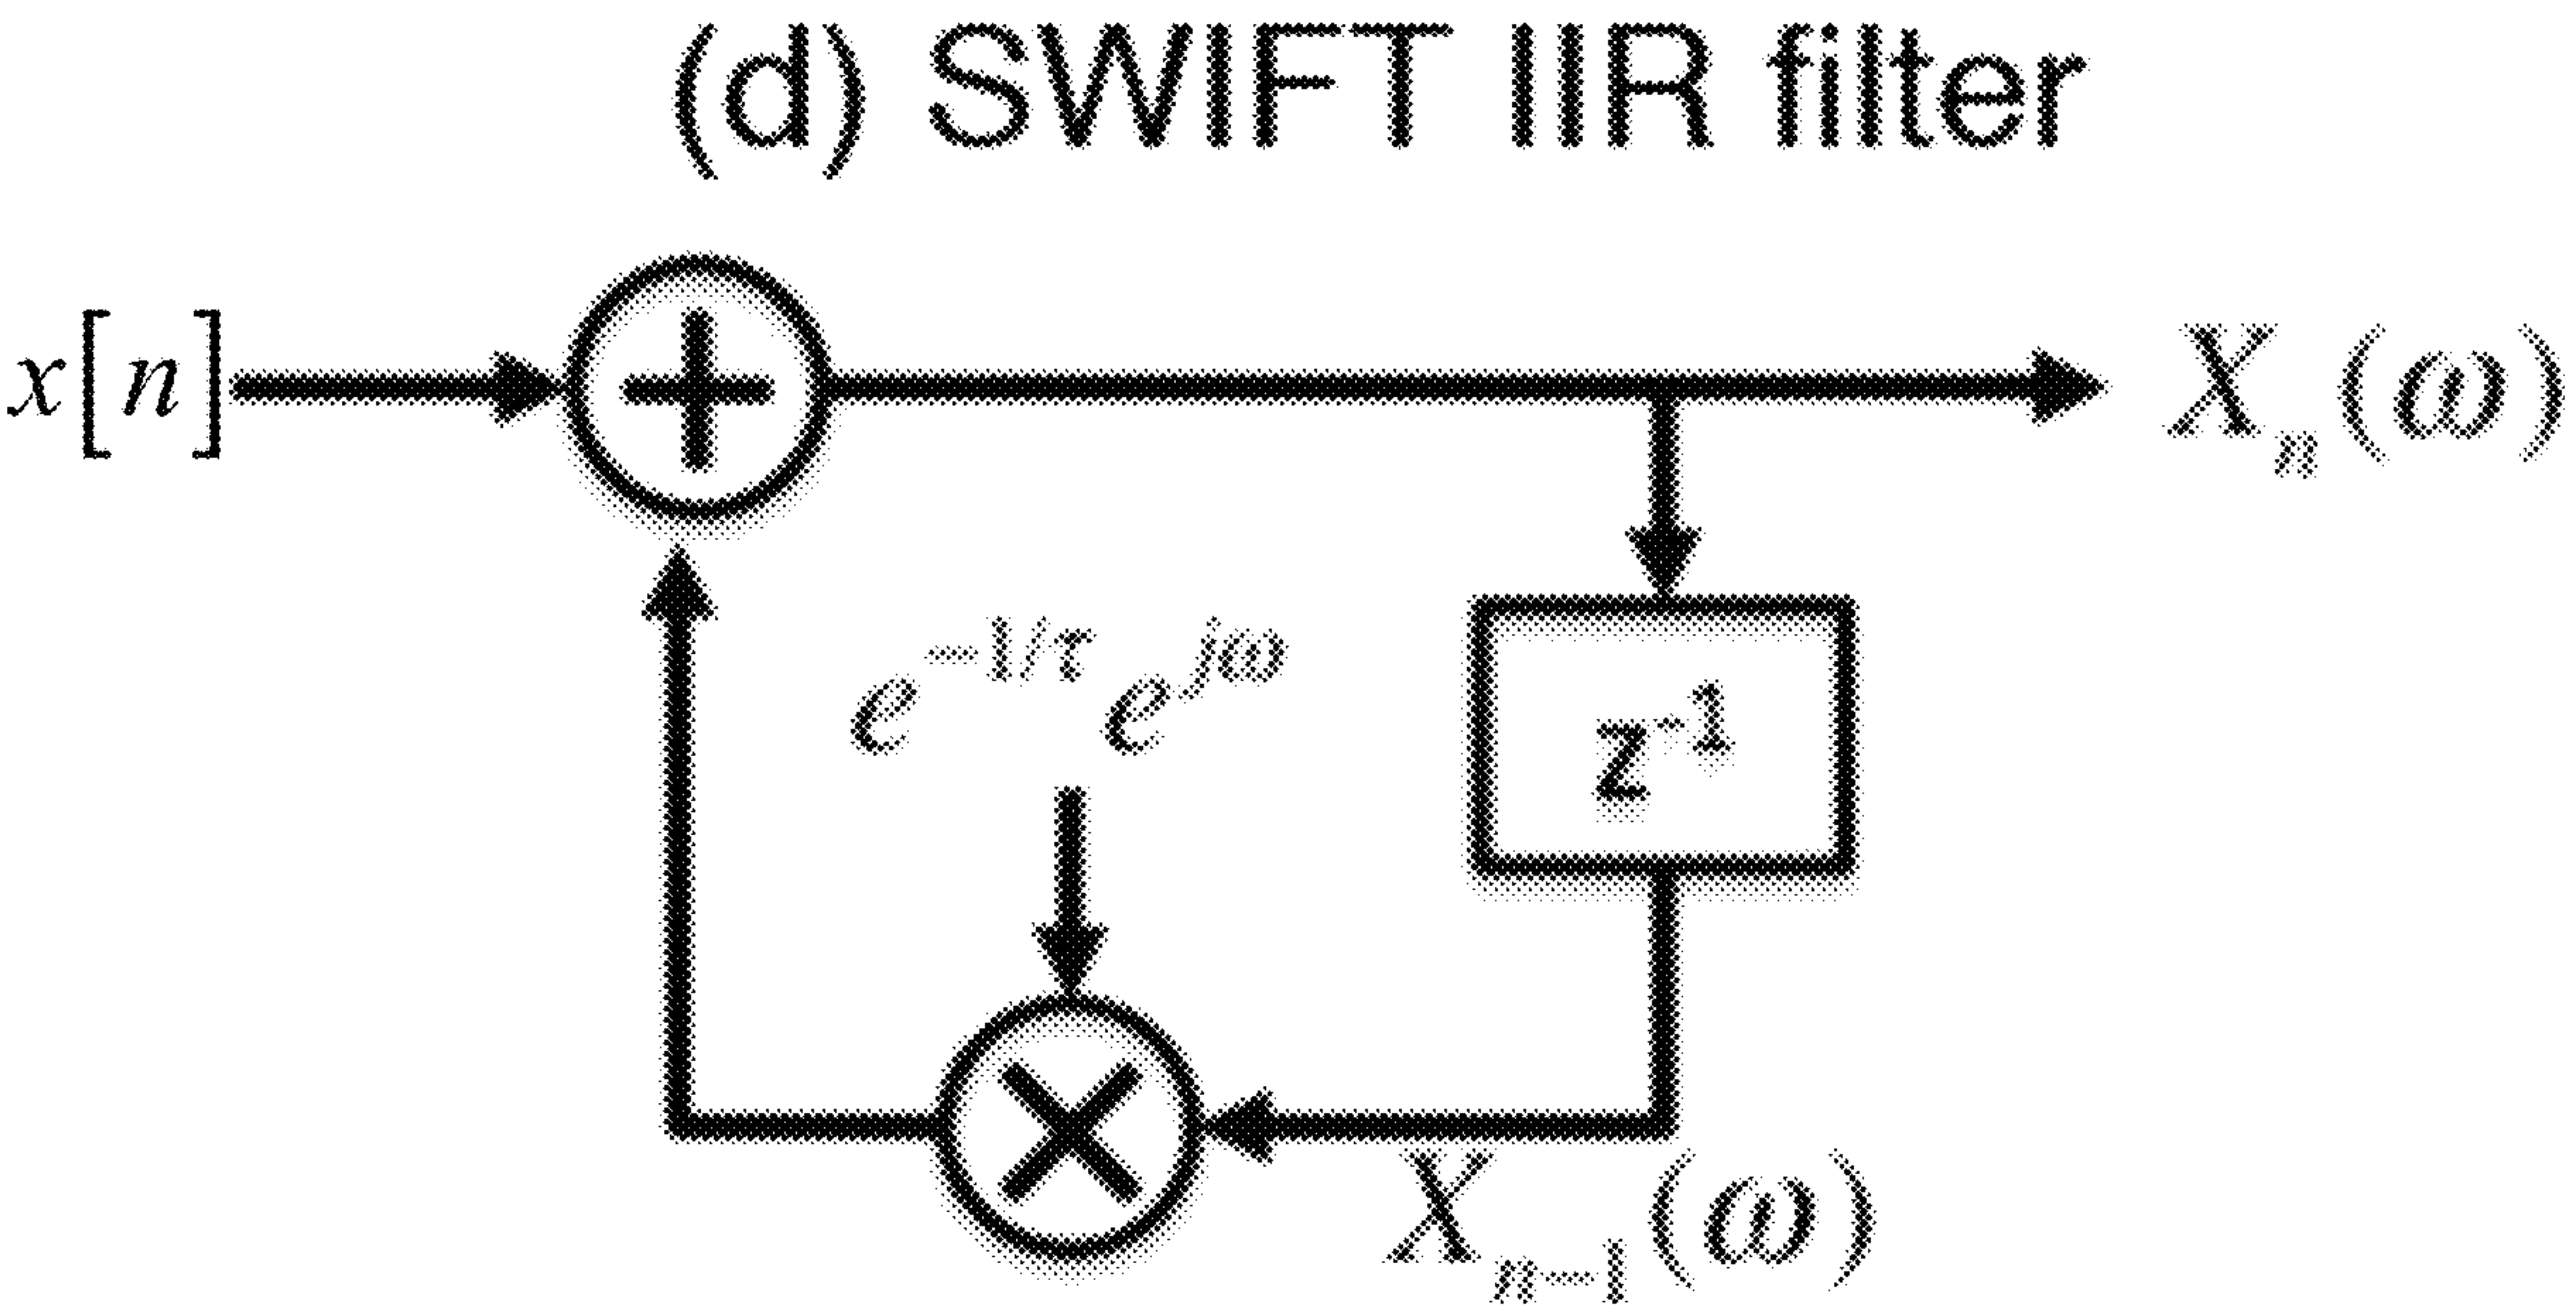 (d) SWIFT IIR filter
x[n]
Xₙ(ω)
e⁻¹/τ eʲω
z⁻¹
Xₙ₋₁(ω)